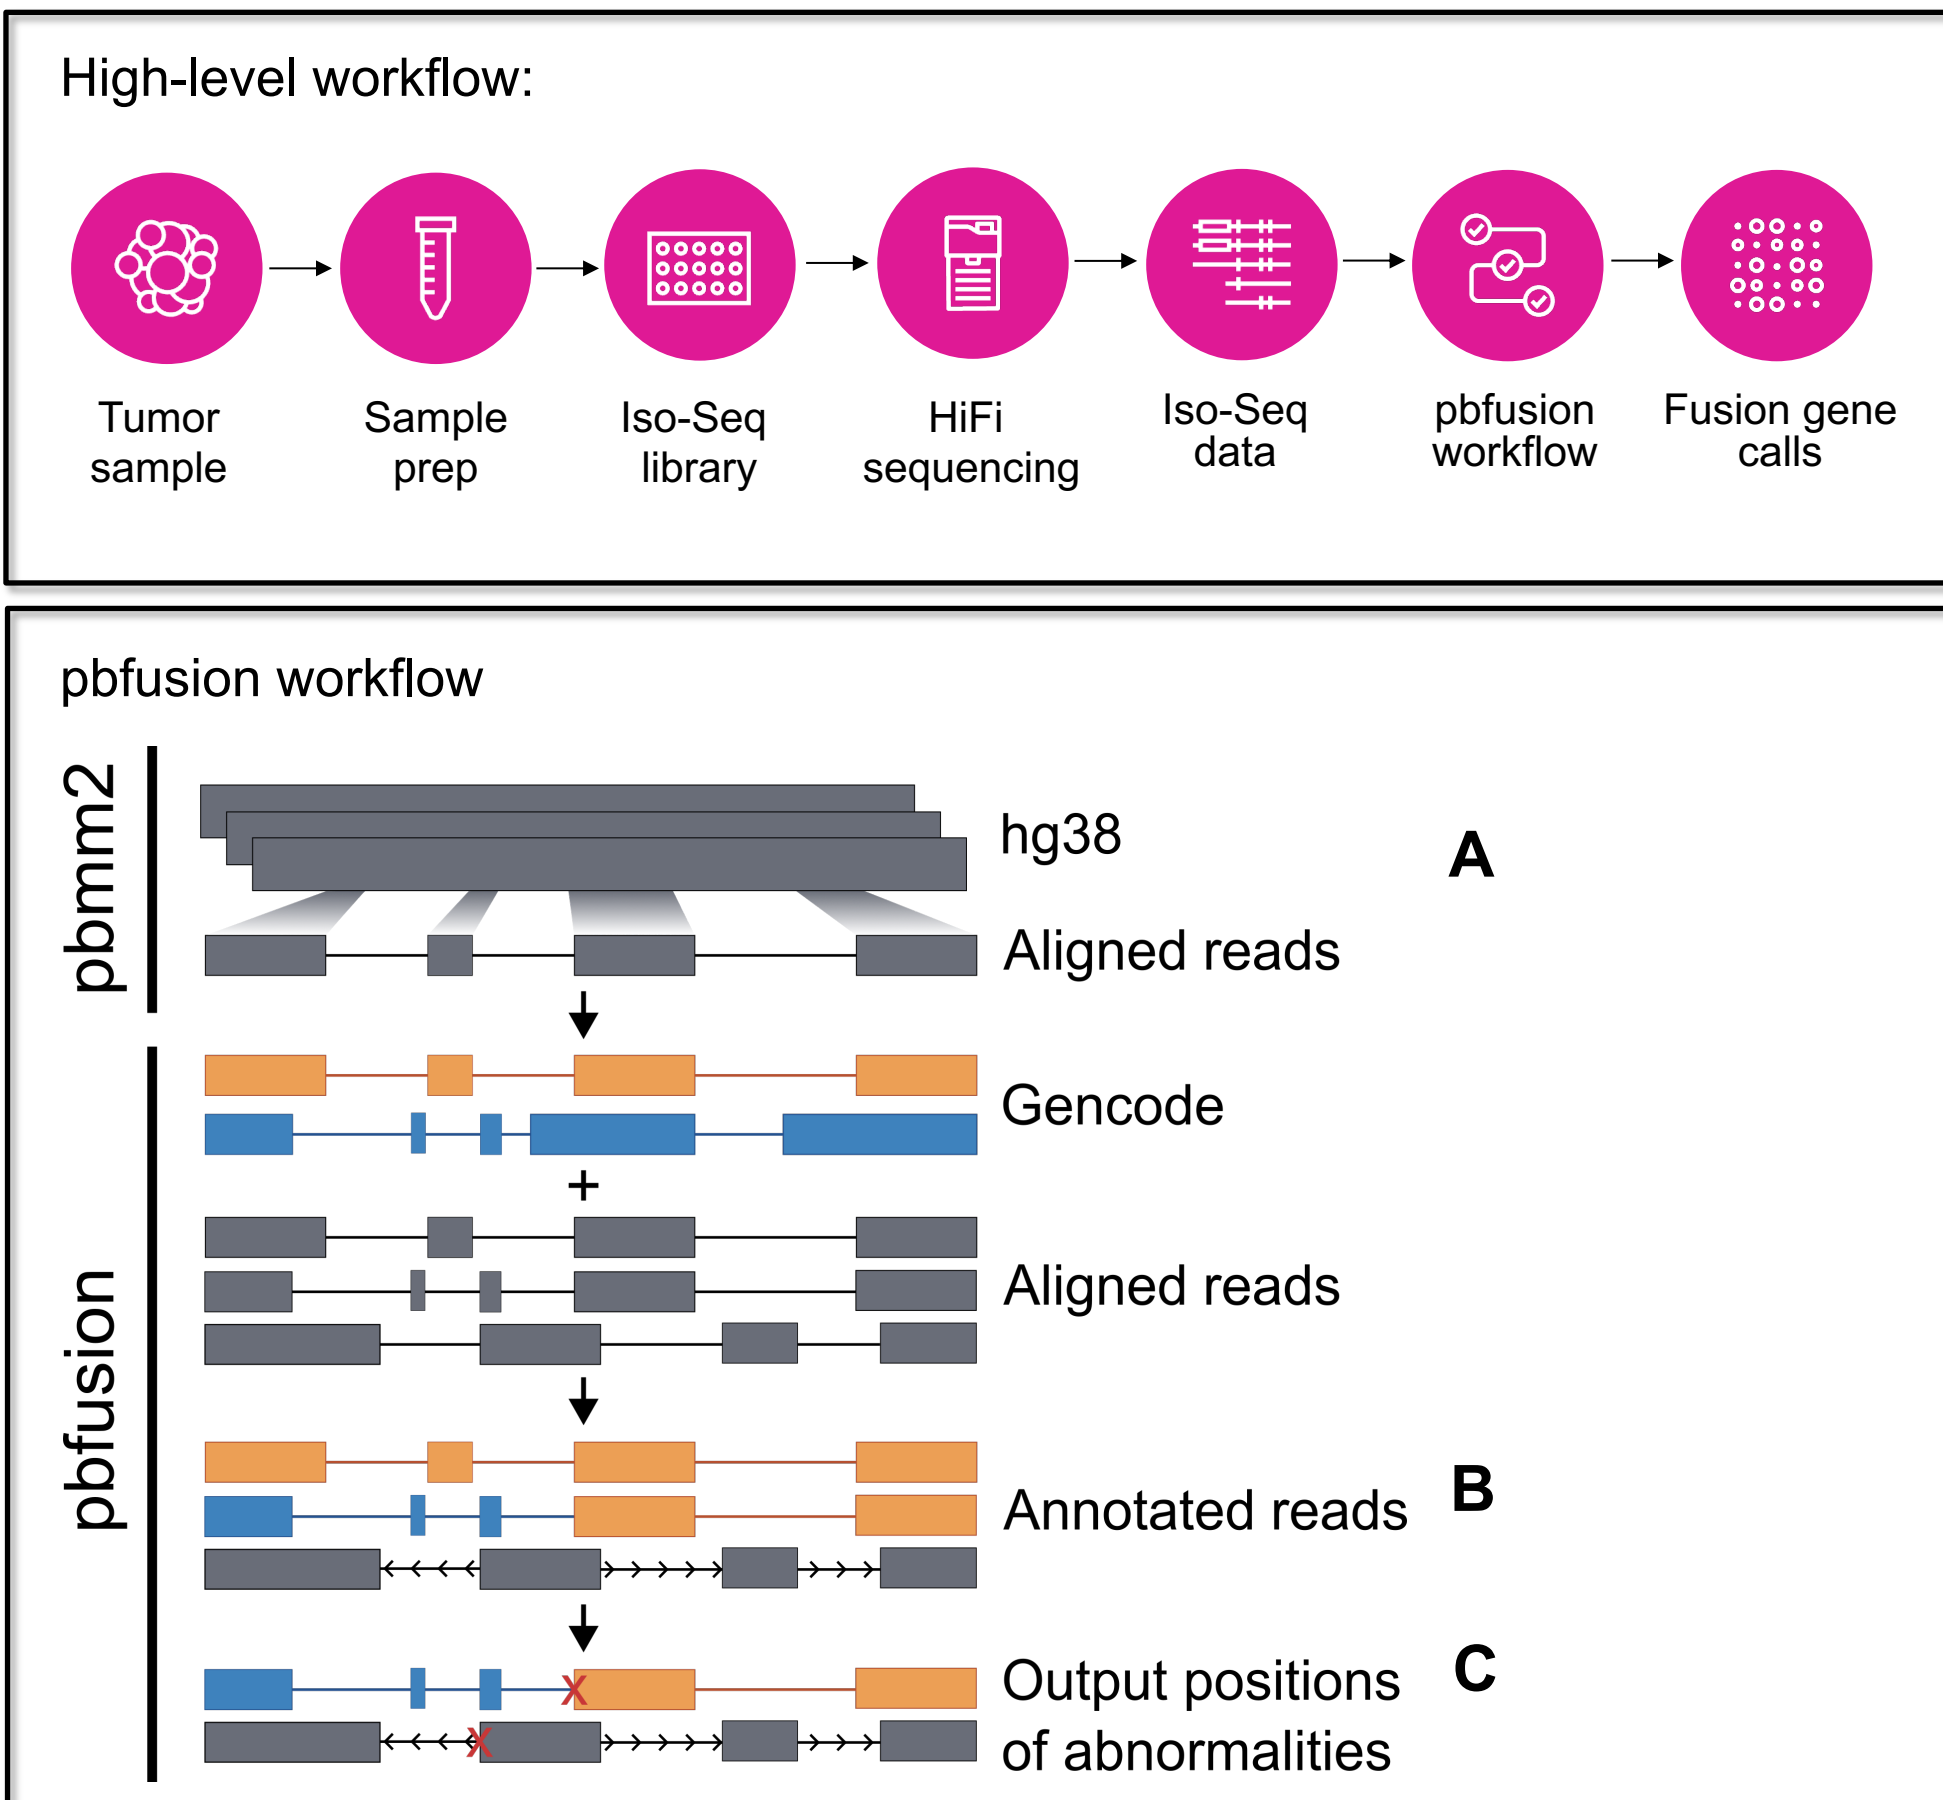 High-level workflow:
Tumor
sample
Sample
prep
Iso-Seq
library
HiFi
sequencing
Iso-Seq
data
pbfusion
workflow
Fusion gene
calls
pbfusion workflow
pbmm2
hg38
A
Aligned reads
pbfusion
Gencode
+
Aligned reads
Annotated reads
B
Output positions
of abnormalities
C
X
X